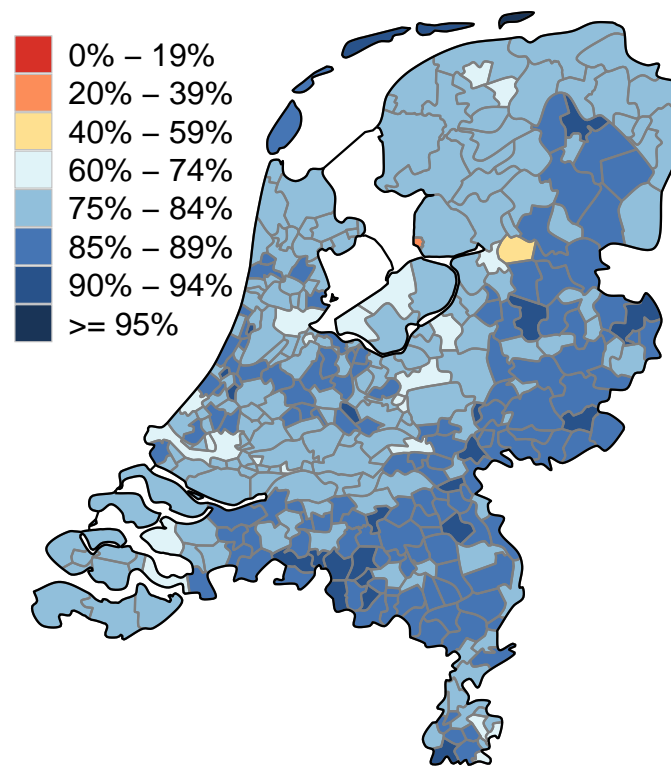 0% – 19%
20% – 39%
40% – 59%
60% – 74%
75% – 84%
85% – 89%
90% – 94%
>= 95%